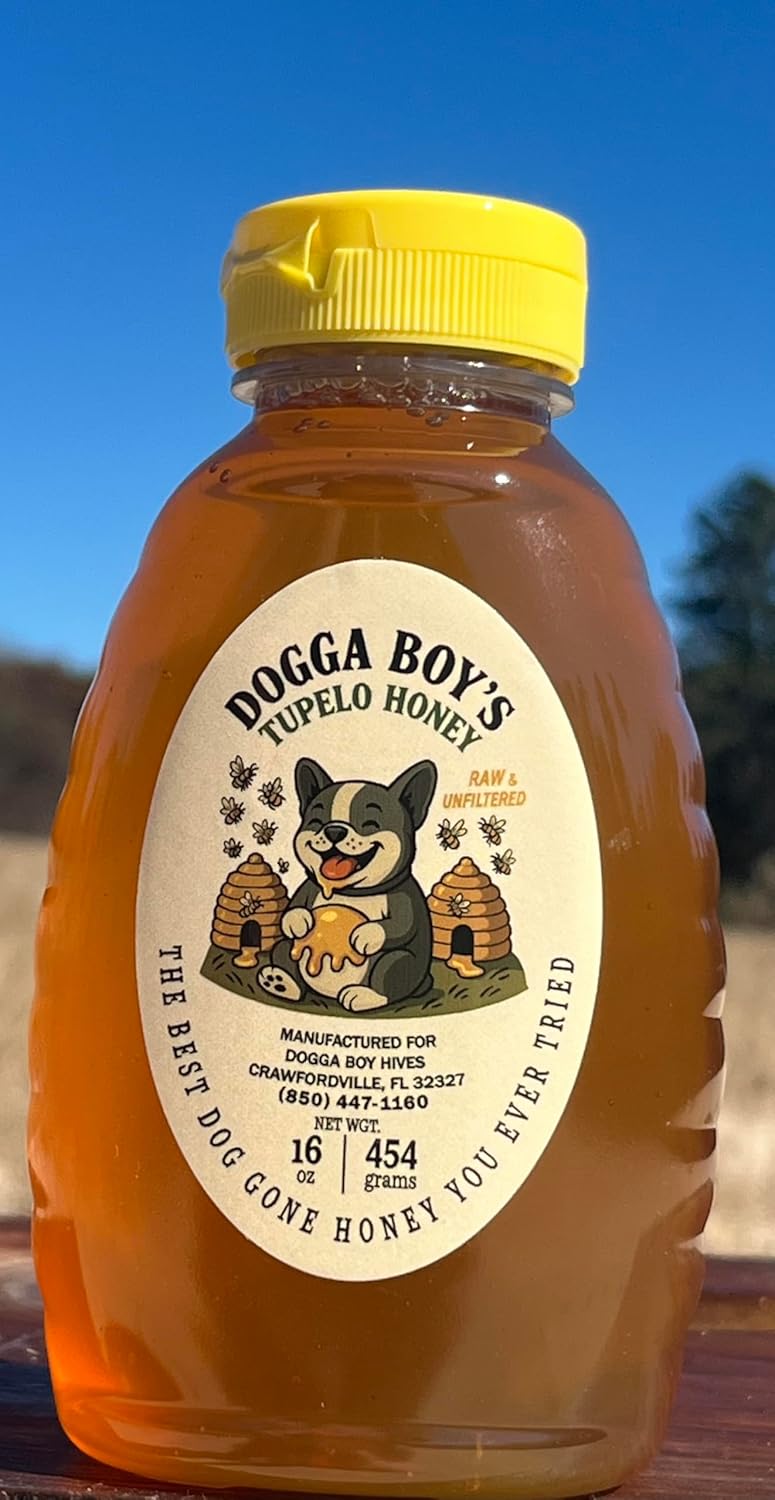 DOGGA BOY'S
TUPELO HONEY
RAW &
UNFILTERED
MANUFACTURED FOR
DOGGA BOY HIVES
CRAWFORDVILLE, FL 32327
(850) 447-1160
NET WGT.
16 | 454
oz grams
THE BEST DOG GONE HONEY YOU EVER TRIED